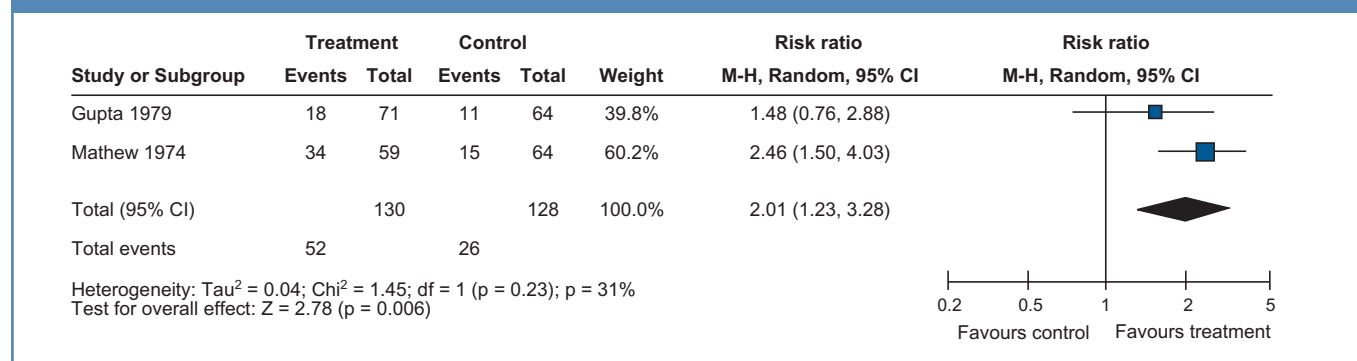 Treatment Control Risk ratio Risk ratio
Study or Subgroup Events Total Events Total Weight M-H, Random, 95% CI M-H, Random, 95% CI
Gupta 1979 18 71 11 64 39.8% 1.48 (0.76, 2.88)
Mathew 1974 34 59 15 64 60.2% 2.46 (1.50, 4.03)
Total (95% CI) 130 128 100.0% 2.01 (1.23, 3.28)
Total events 52 26
Heterogeneity: Tau² = 0.04; Chi² = 1.45; df = 1 (p = 0.23); p = 31%
Test for overall effect: Z = 2.78 (p = 0.006)
0.2 0.5 1 2 5
Favours control Favours treatment